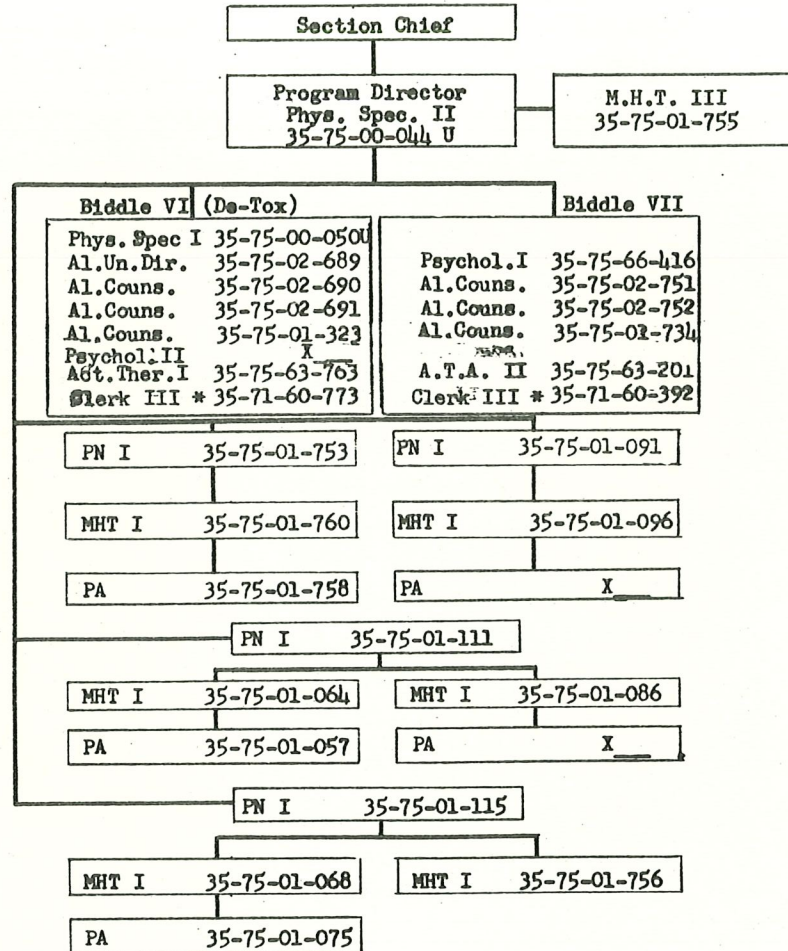 Section Chief
Program Director
Phys. Spec. II
35-75-00-044 U
M.H.T. III
35-75-01-755
Biddle VI (De-Tox)
Phys. Spec I 35-75-00-050U
Al.Un.Dir. 35-75-02-689
Al.Couns. 35-75-02-690
Al.Couns. 35-75-02-691
Al.Couns. 35-75-01-323
Psychol.II X
Act.Ther.I 35-75-63-763
Clerk III * 35-71-60-773
Biddle VII
Psychol.I 35-75-66-416
Al.Couns. 35-75-02-751
Al.Couns. 35-75-02-752
Al.Couns. 35-75-01-734
A.T.A. II 35-75-63-201
Clerk III * 35-71-60-392
PN I 35-75-01-753
PN I 35-75-01-091
MHT I 35-75-01-760
MHT I 35-75-01-096
PA 35-75-01-758
PA X
PN I 35-75-01-111
MHT I 35-75-01-064
MHT I 35-75-01-086
PA 35-75-01-057
PA X
PN I 35-75-01-115
MHT I 35-75-01-068
MHT I 35-75-01-756
PA 35-75-01-075